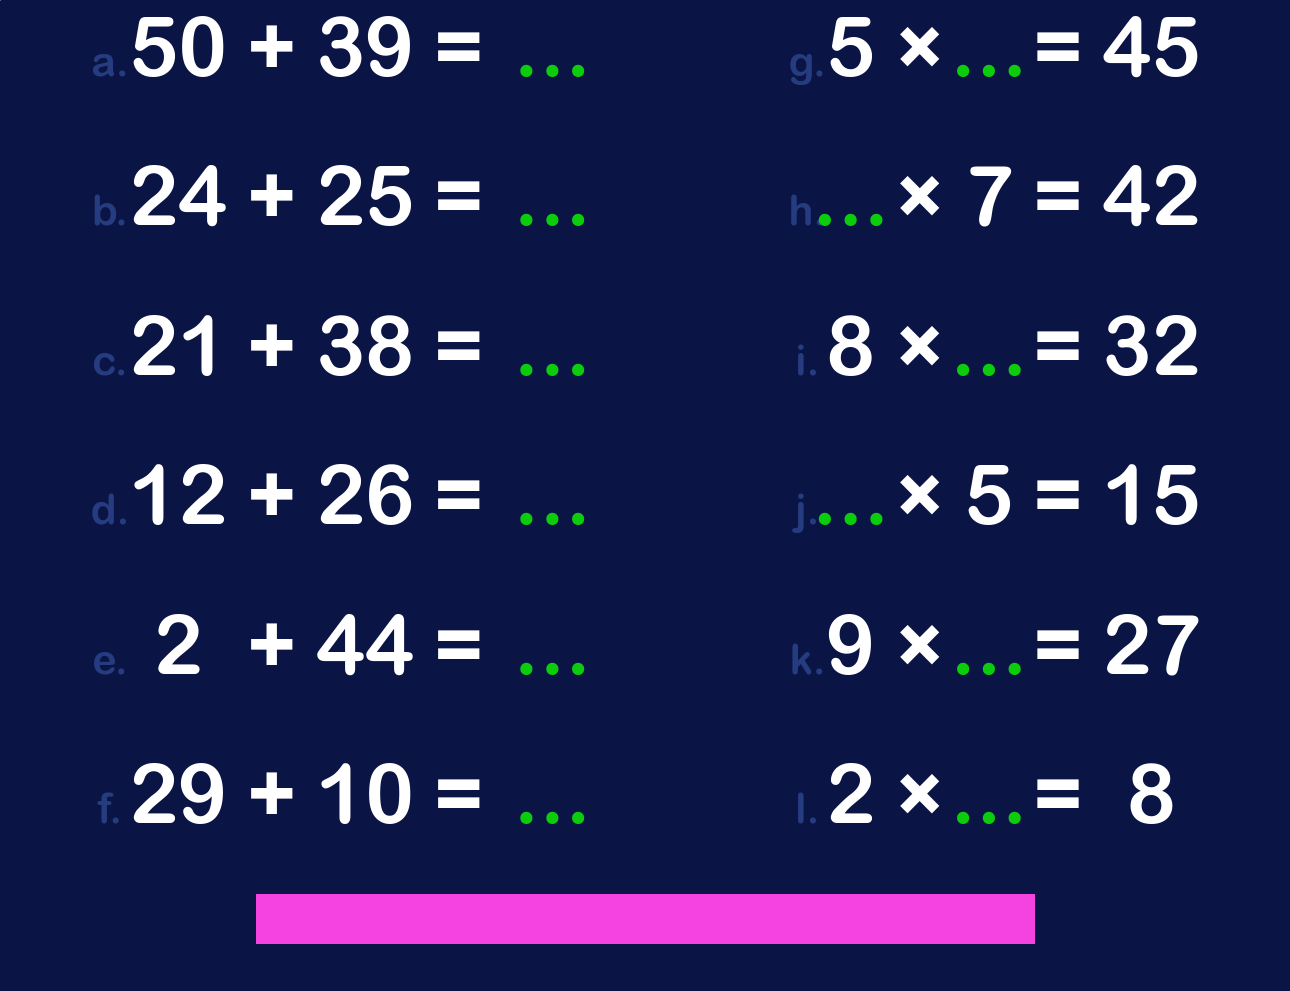 a. 50 + 39 = ...
b. 24 + 25 = ...
c. 21 + 38 = ...
d. 12 + 26 = ...
e. 2 + 44 = ...
f. 29 + 10 = ...
g. 5 × ... = 45
h. ... × 7 = 42
i. 8 × ... = 32
j. ... × 5 = 15
k. 9 × ... = 27
l. 2 × ... = 8